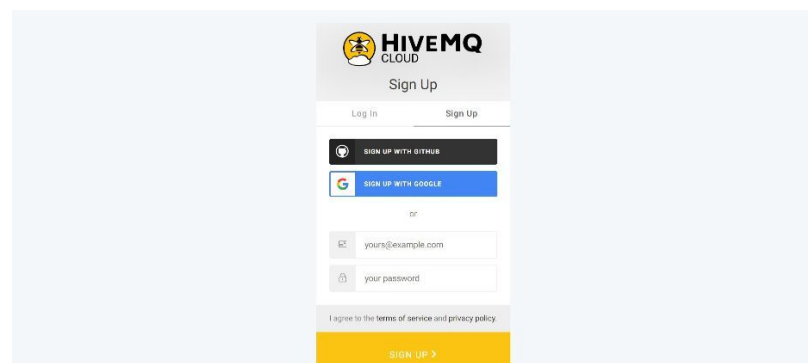 HIVEMQ
CLOUD
Sign Up
Log In Sign Up
SIGN UP WITH GITHUB
G SIGN UP WITH GOOGLE
or
yours@example.com
your password
I agree to the terms of service and privacy policy.
SIGN UP >